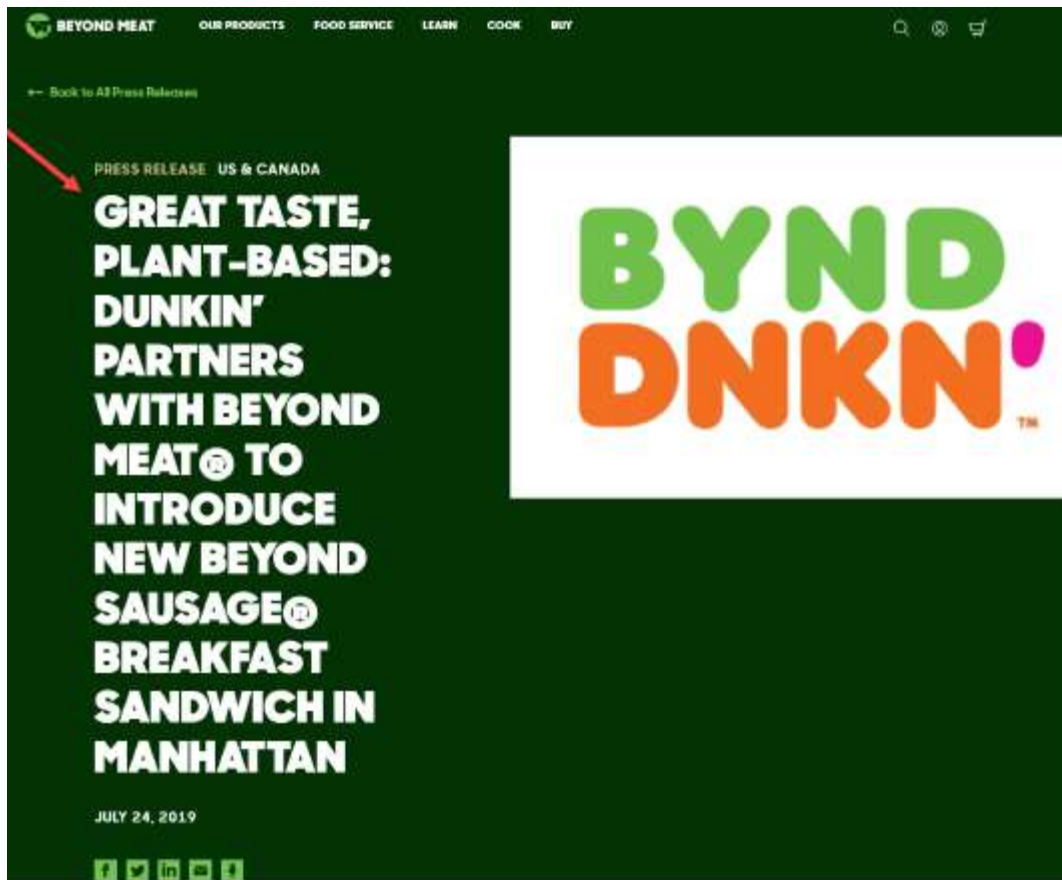 BEYOND MEAT OUR PRODUCTS FOOD SERVICE LEARN COOK BUY
← Back to All Press Releases
PRESS RELEASE US & CANADA
GREAT TASTE,
PLANT-BASED:
DUNKIN’
PARTNERS
WITH BEYOND
MEAT® TO
INTRODUCE
NEW BEYOND
SAUSAGE®
BREAKFAST
SANDWICH IN
MANHATTAN
JULY 24, 2019
BYND
DNKN'
TM